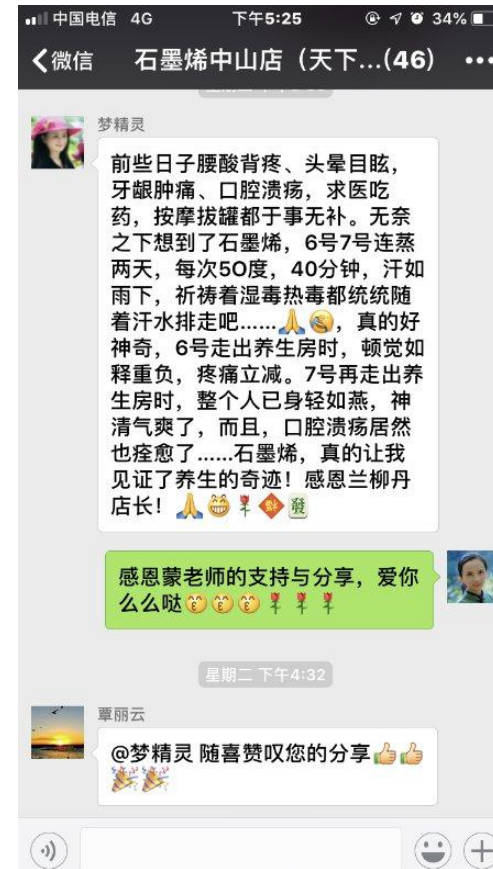 中国电信 4G 下午5:25 34%
微信 石墨烯中山店（天下...(46)
梦精灵
前些日子腰酸背疼、头晕目眩，
牙龈肿痛、口腔溃疡，求医吃
药，按摩拔罐都于事无补。无奈
之下想到了石墨烯，6号7号连蒸
两天，每次5O度，40分钟，汗如
雨下，祈祷着湿毒热毒都统统随
着汗水排走吧......🙏🤣，真的好
神奇，6号走出养生房时，顿觉如
释重负，疼痛立减。7号再走出养
生房时，整个人已身轻如燕，神
清气爽了，而且，口腔溃疡居然
也痊愈了......石墨烯，真的让我
见证了养生的奇迹！感恩兰柳丹
店长！🙏😁🌹🧧發
感恩蒙老师的支持与分享，爱你
么么哒😙😙😙🌹🌹🌹
星期二 下午4:32
覃丽云
@梦精灵 随喜赞叹您的分享👍👍
🎉🎉